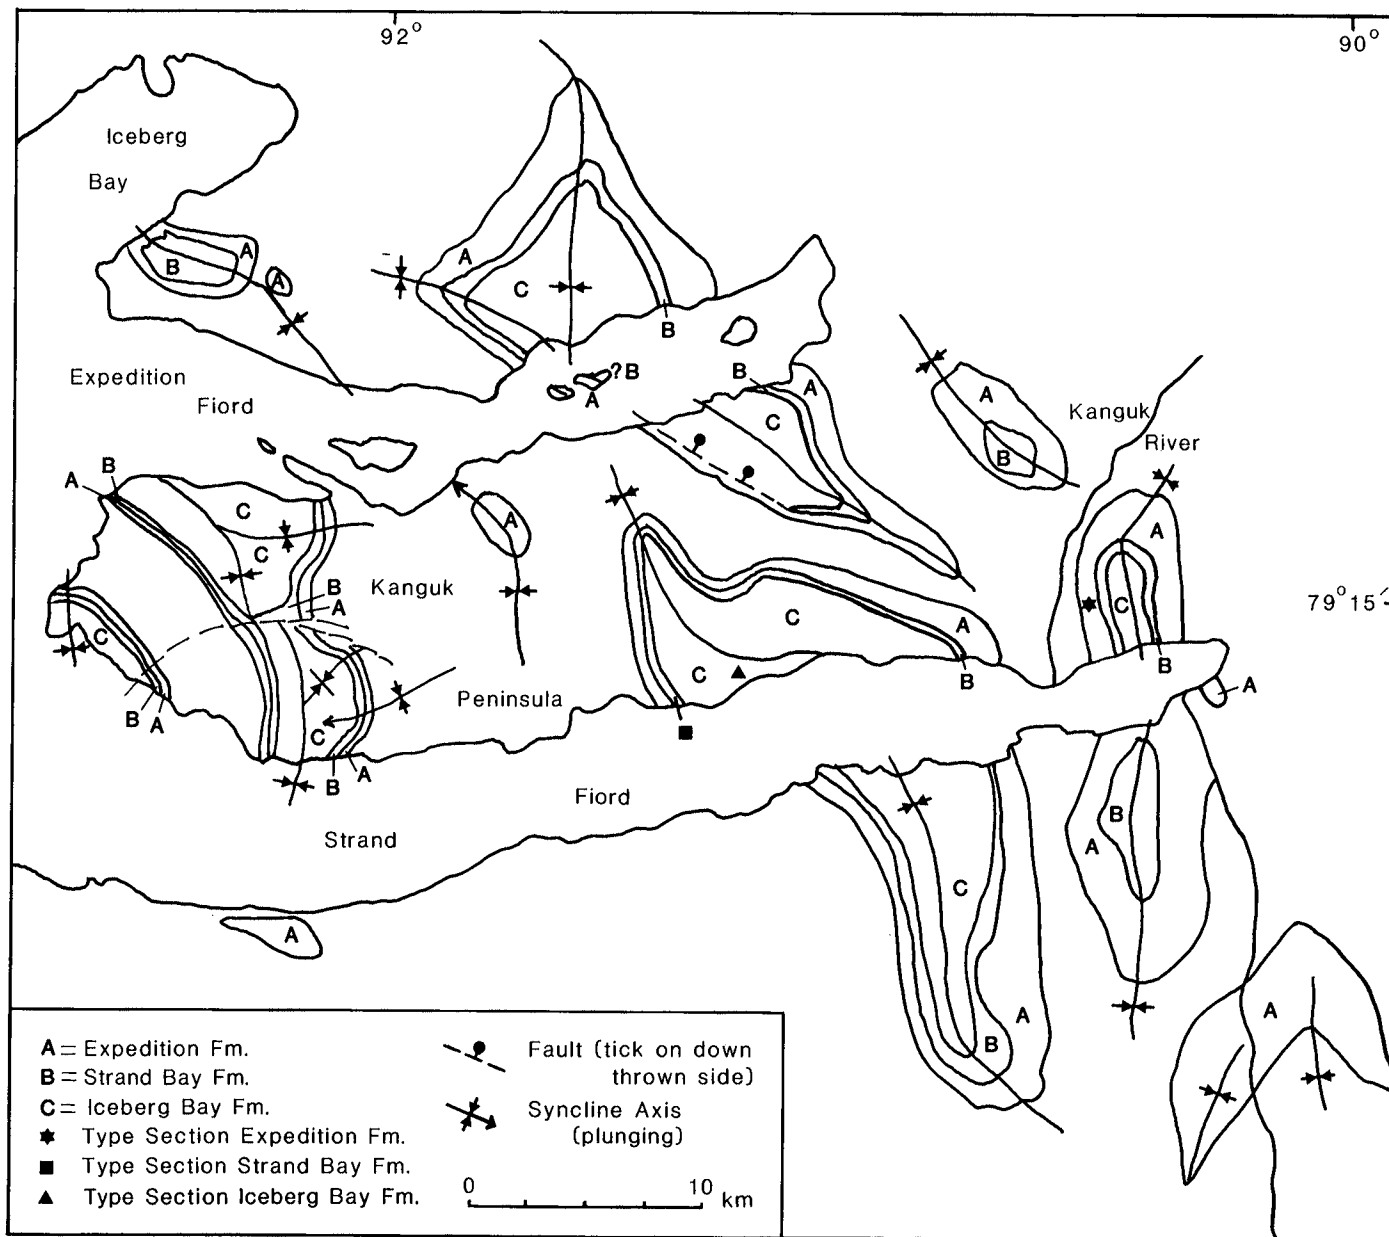 92°
90°
Iceberg
Bay
A
B
A
A
C
B
?B
A
B
A
C
A
B
Kanguk
River
Expedition
Fiord
A
B
C
C
A
Kanguk
B
A
A
C
B
79°15′
C
A
C
B
C
B
A
B
A
Peninsula
C
B
A
A
Fiord
Strand
B
A
C
A
A
B
A
A = Expedition Fm.
B = Strand Bay Fm.
C = Iceberg Bay Fm.
★ Type Section Expedition Fm.
■ Type Section Strand Bay Fm.
▲ Type Section Iceberg Bay Fm.
Fault (tick on down
thrown side)
Syncline Axis
(plunging)
0 10
km